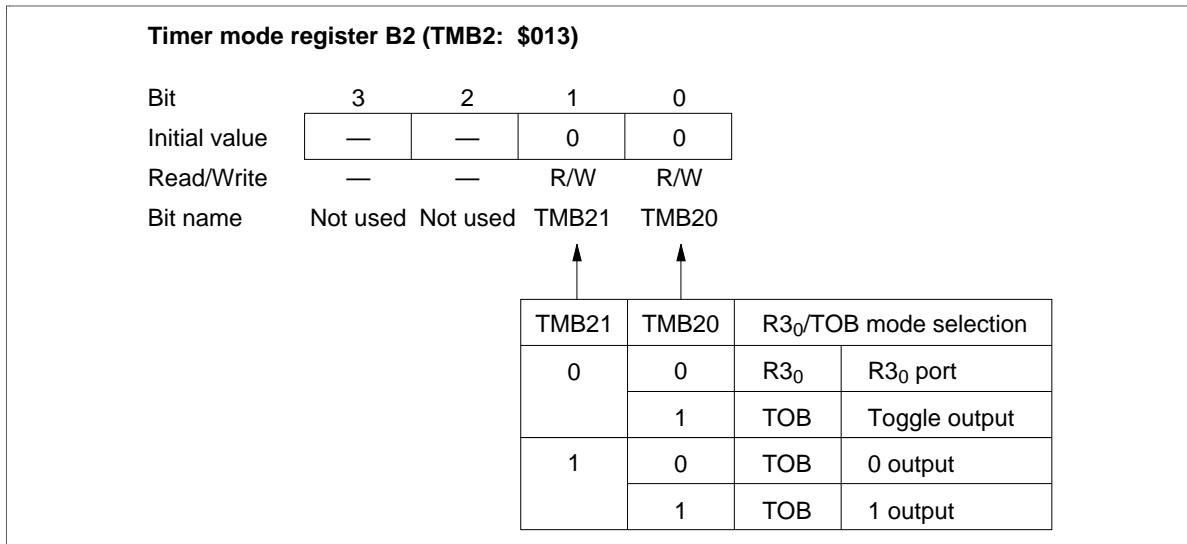 Timer mode register B2 (TMB2: $013)
Bit 3 2 1 0
Initial value — — 0 0
Read/Write — — R/W R/W
Bit name Not used Not used TMB21 TMB20
TMB21 TMB20 R3₀/TOB mode selection
0 0 R3₀ R3₀ port
1 TOB Toggle output
1 0 TOB 0 output
1 TOB 1 output